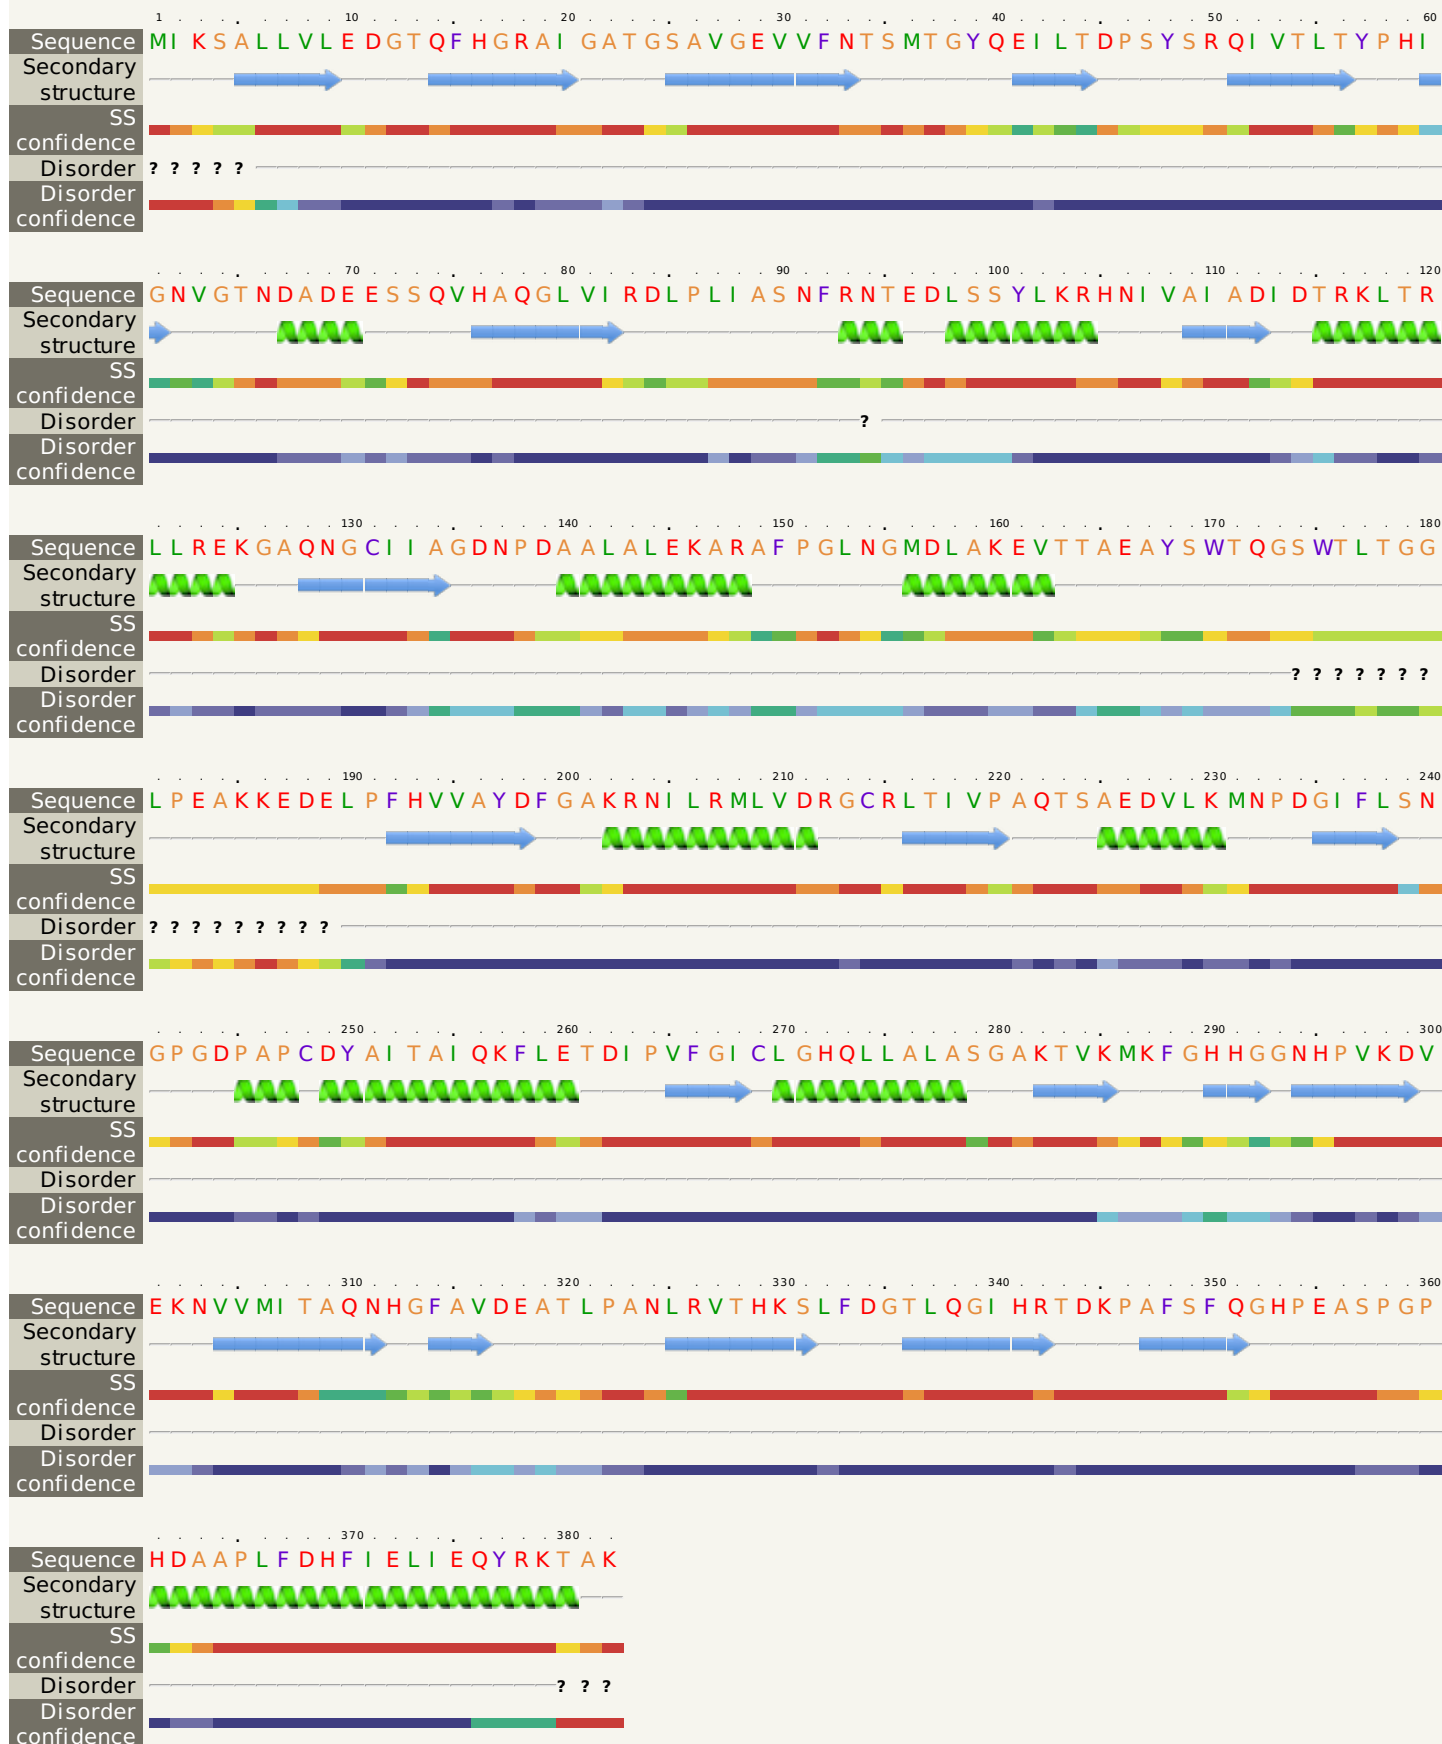 1 10 20 30 40 50 60
Sequence MIKSALLVLEDGTQFHGRAIGATGSAVGEVVFNTSMTGYQEILTDPSYSRQIVTLTYPHI
Secondary
structure
SS
confidence
Disorder ? ? ? ? ?
Disorder
confidence
70 80 90 100 110 120
Sequence GNVGTNDADEESSQVHAQGLVIRDLPLIASNFRNTEDLSSYLKRHNIVAIADIDTRKLTR
Secondary
structure
SS
confidence
Disorder ?
Disorder
confidence
130 140 150 160 170 180
Sequence LLREKGAQNGCIIAGDNPDAALALEKARAFPGLNGMDLAKEVTTAEAYSWTQGSWTLTGG
Secondary
structure
SS
confidence
Disorder ? ? ? ? ? ? ?
Disorder
confidence
190 200 210 220 230 240
Sequence LPEAKKEDELPFHVVAYDFGAKRNILRMLVDRGCRLTIVPAQTSAEDVLKMNPDGIFLSN
Secondary
structure
SS
confidence
Disorder ? ? ? ? ? ? ? ? ?
Disorder
confidence
250 260 270 280 290 300
Sequence GPGDPAPCDYAITAIQKFLETDIPVFGICLGHQLLALASGAKTVKMKFGHHGGNHPVKDV
Secondary
structure
SS
confidence
Disorder
Disorder
confidence
310 320 330 340 350 360
Sequence EKNVVMITAQNHGFAVDEATLPANLRVTHKSLFDGTLQGIHRTDKPAFSFQGHPEASPGP
Secondary
structure
SS
confidence
Disorder
Disorder
confidence
370 380
Sequence HDAAPLFDHFIELIEQYRKTAK
Secondary
structure
SS
confidence
Disorder ? ? ?
Disorder
confidence